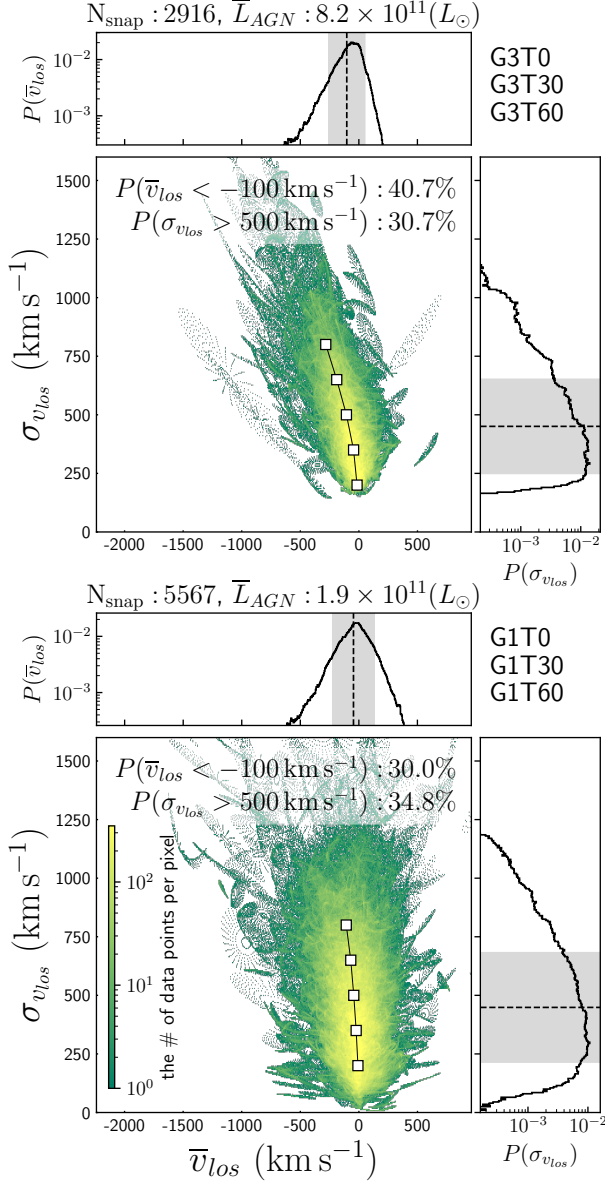 N_snap : 2916, L̅_AGN : 8.2 × 10^11 (L_⊙)
P(v̅_los)
10^−2
10^−3
G3T0
G3T30
G3T60
P(v̅_los < −100 km s^−1) : 40.7%
P(σ_v_los > 500 km s^−1) : 30.7%
σ_v_los (km s^−1)
1500
1250
1000
750
500
250
0
-2000 -1500 -1000 -500 0 500
10^−3 10^−2
P(σ_v_los)
N_snap : 5567, L̅_AGN : 1.9 × 10^11 (L_⊙)
P(v̅_los)
10^−2
10^−3
G1T0
G1T30
G1T60
P(v̅_los < −100 km s^−1) : 30.0%
P(σ_v_los > 500 km s^−1) : 34.8%
σ_v_los (km s^−1)
1500
1250
1000
750
500
250
0
10^2
10^1
10^0
the # of data points per pixel
-2000 -1500 -1000 -500 0 500
v̅_los (km s^−1)
10^−3 10^−2
P(σ_v_los)